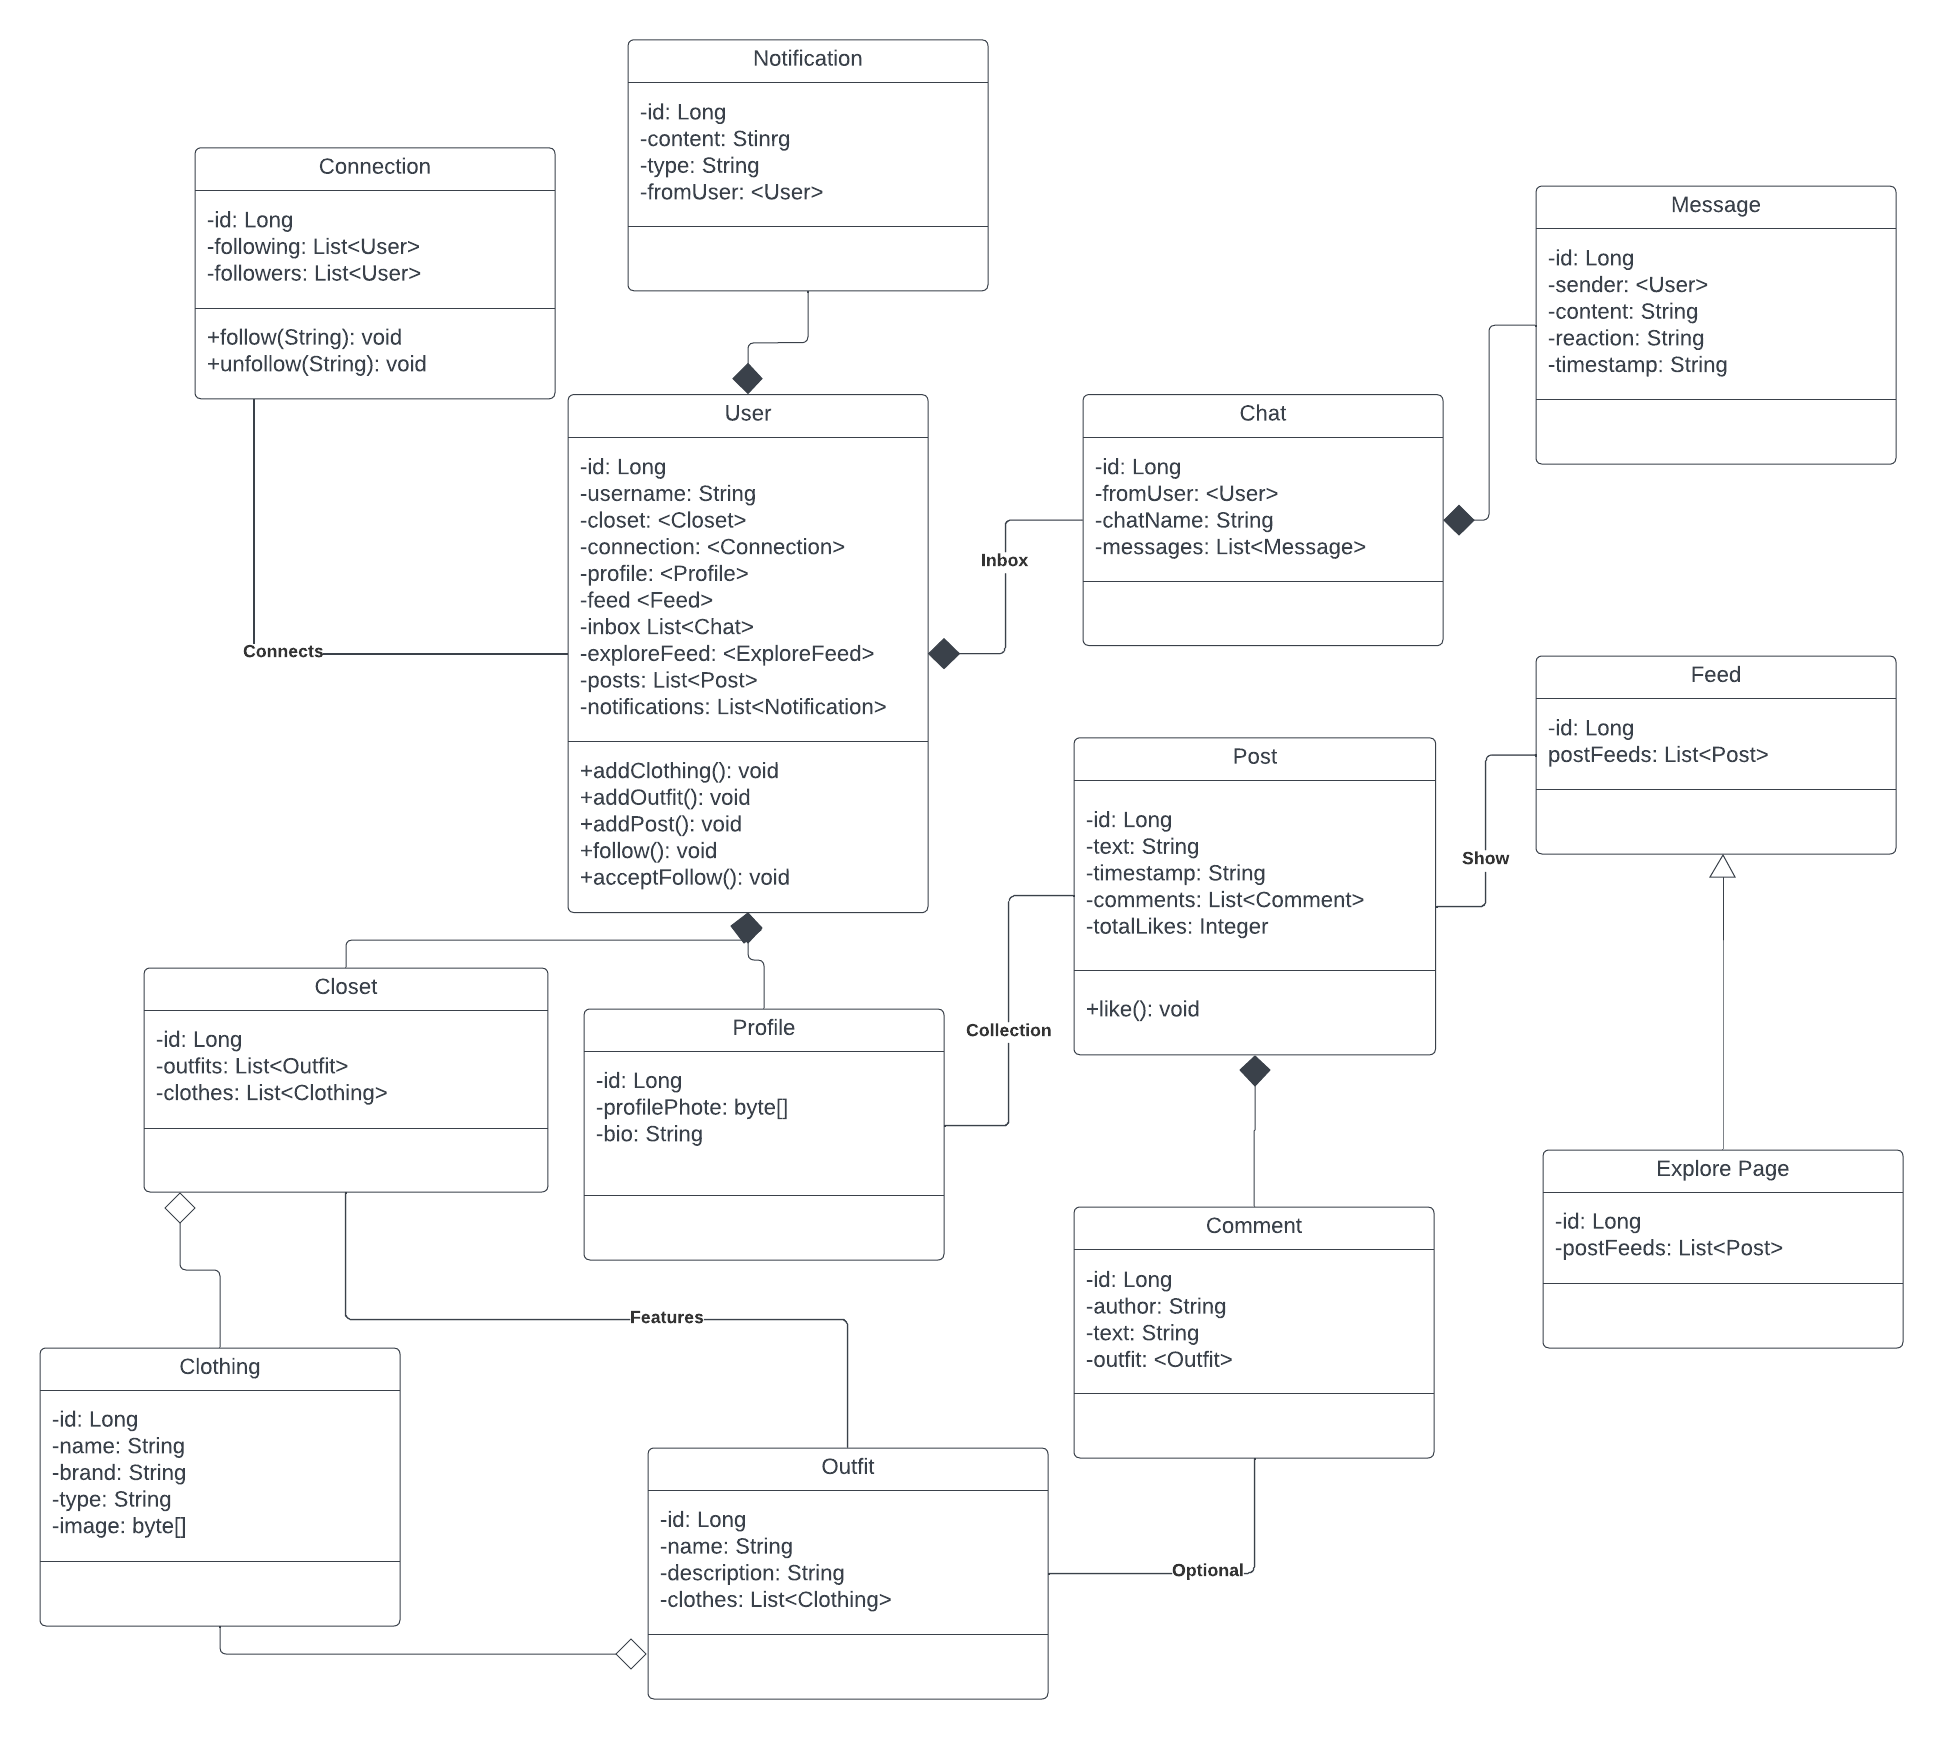 Notification
-id: Long
-content: Stinrg
-type: String
-fromUser: <User>
Connection
-id: Long
-following: List<User>
-followers: List<User>
+follow(String): void
+unfollow(String): void
Message
-id: Long
-sender: <User>
-content: String
-reaction: String
-timestamp: String
User
-id: Long
-username: String
-closet: <Closet>
-connection: <Connection>
-profile: <Profile>
-feed <Feed>
-inbox List<Chat>
-exploreFeed: <ExploreFeed>
-posts: List<Post>
-notifications: List<Notification>
+addClothing(): void
+addOutfit(): void
+addPost(): void
+follow(): void
+acceptFollow(): void
Chat
-id: Long
-fromUser: <User>
-chatName: String
-messages: List<Message>
Inbox
Connects
Feed
-id: Long
postFeeds: List<Post>
Post
-id: Long
-text: String
-timestamp: String
-comments: List<Comment>
-totalLikes: Integer
+like(): void
Show
Closet
-id: Long
-outfits: List<Outfit>
-clothes: List<Clothing>
Profile
-id: Long
-profilePhote: byte[]
-bio: String
Collection
Explore Page
-id: Long
-postFeeds: List<Post>
Comment
-id: Long
-author: String
-text: String
-outfit: <Outfit>
Features
Clothing
-id: Long
-name: String
-brand: String
-type: String
-image: byte[]
Outfit
-id: Long
-name: String
-description: String
-clothes: List<Clothing>
Optional